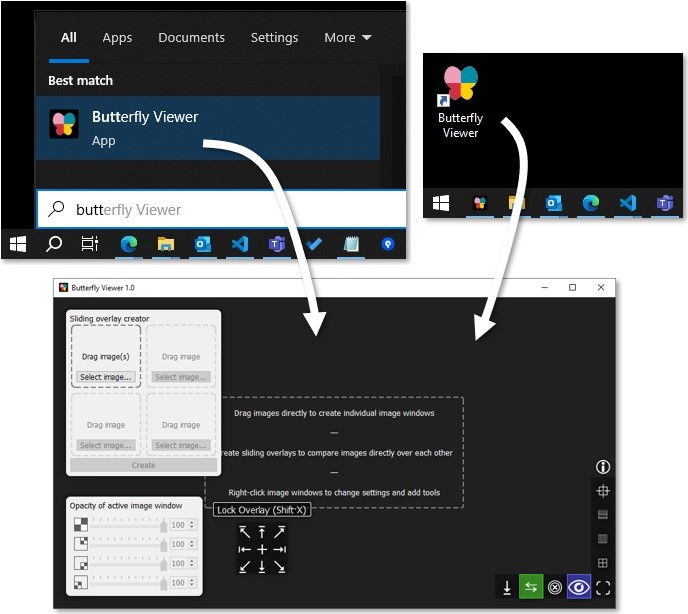 All Apps Documents Settings More
Best match
Butterfly Viewer
App
butterfly Viewer
Butterfly
Viewer
Butterfly Viewer 1.0
Sliding overlay creator
Drag image(s)
Drag image
Select image...
Select image...
Drag image
Drag image
Select image...
Select image...
Create
Drag images directly to create individual image windows
—
reate sliding overlays to compare images directly over each other
—
Right-click image windows to change settings and add tools
Opacity of active image window
100
100
100
100
Lock Overlay (Shift·X)